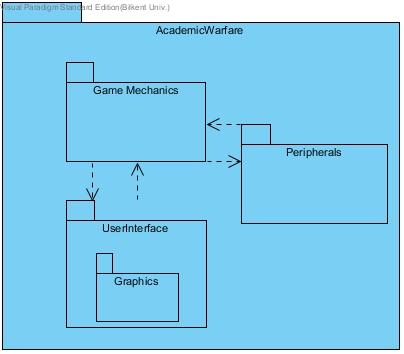 Visual Paradigm Standard Edition(Bilkent Univ.)
AcademicWarfare
Game Mechanics
Peripherals
UserInterface
Graphics